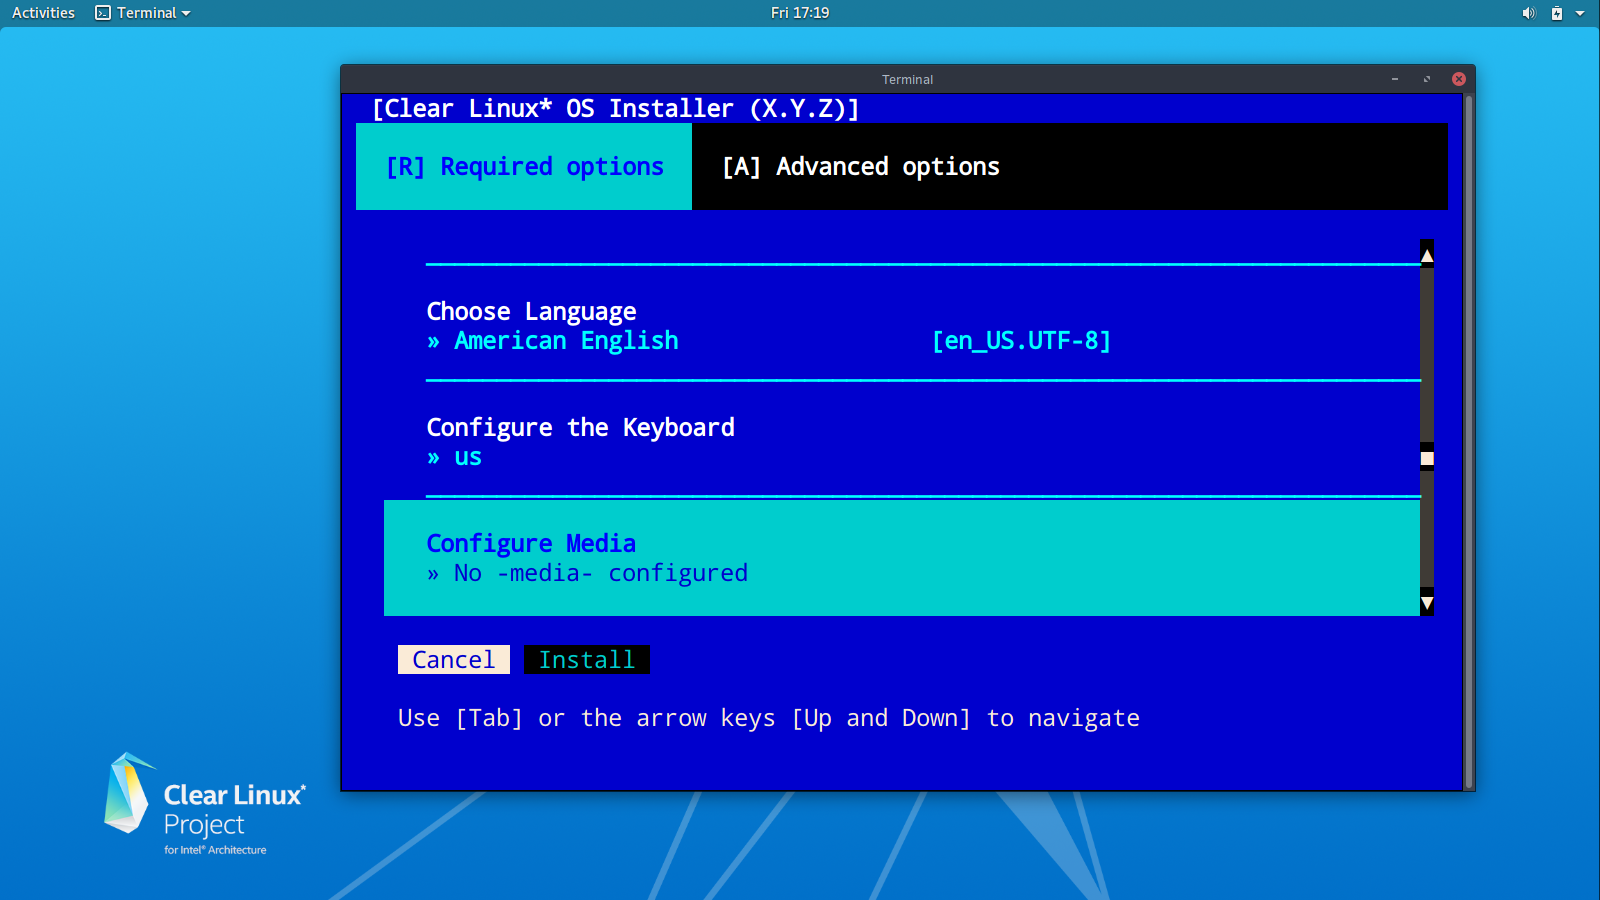 Activities Terminal Fri 17:19
Terminal
[Clear Linux* OS Installer (X.Y.Z)]
[R] Required options [A] Advanced options
Choose Language
» American English [en_US.UTF-8]
Configure the Keyboard
» us
Configure Media
» No -media- configured
Cancel Install
Use [Tab] or the arrow keys [Up and Down] to navigate
Clear Linux*
Project
for Intel® Architecture